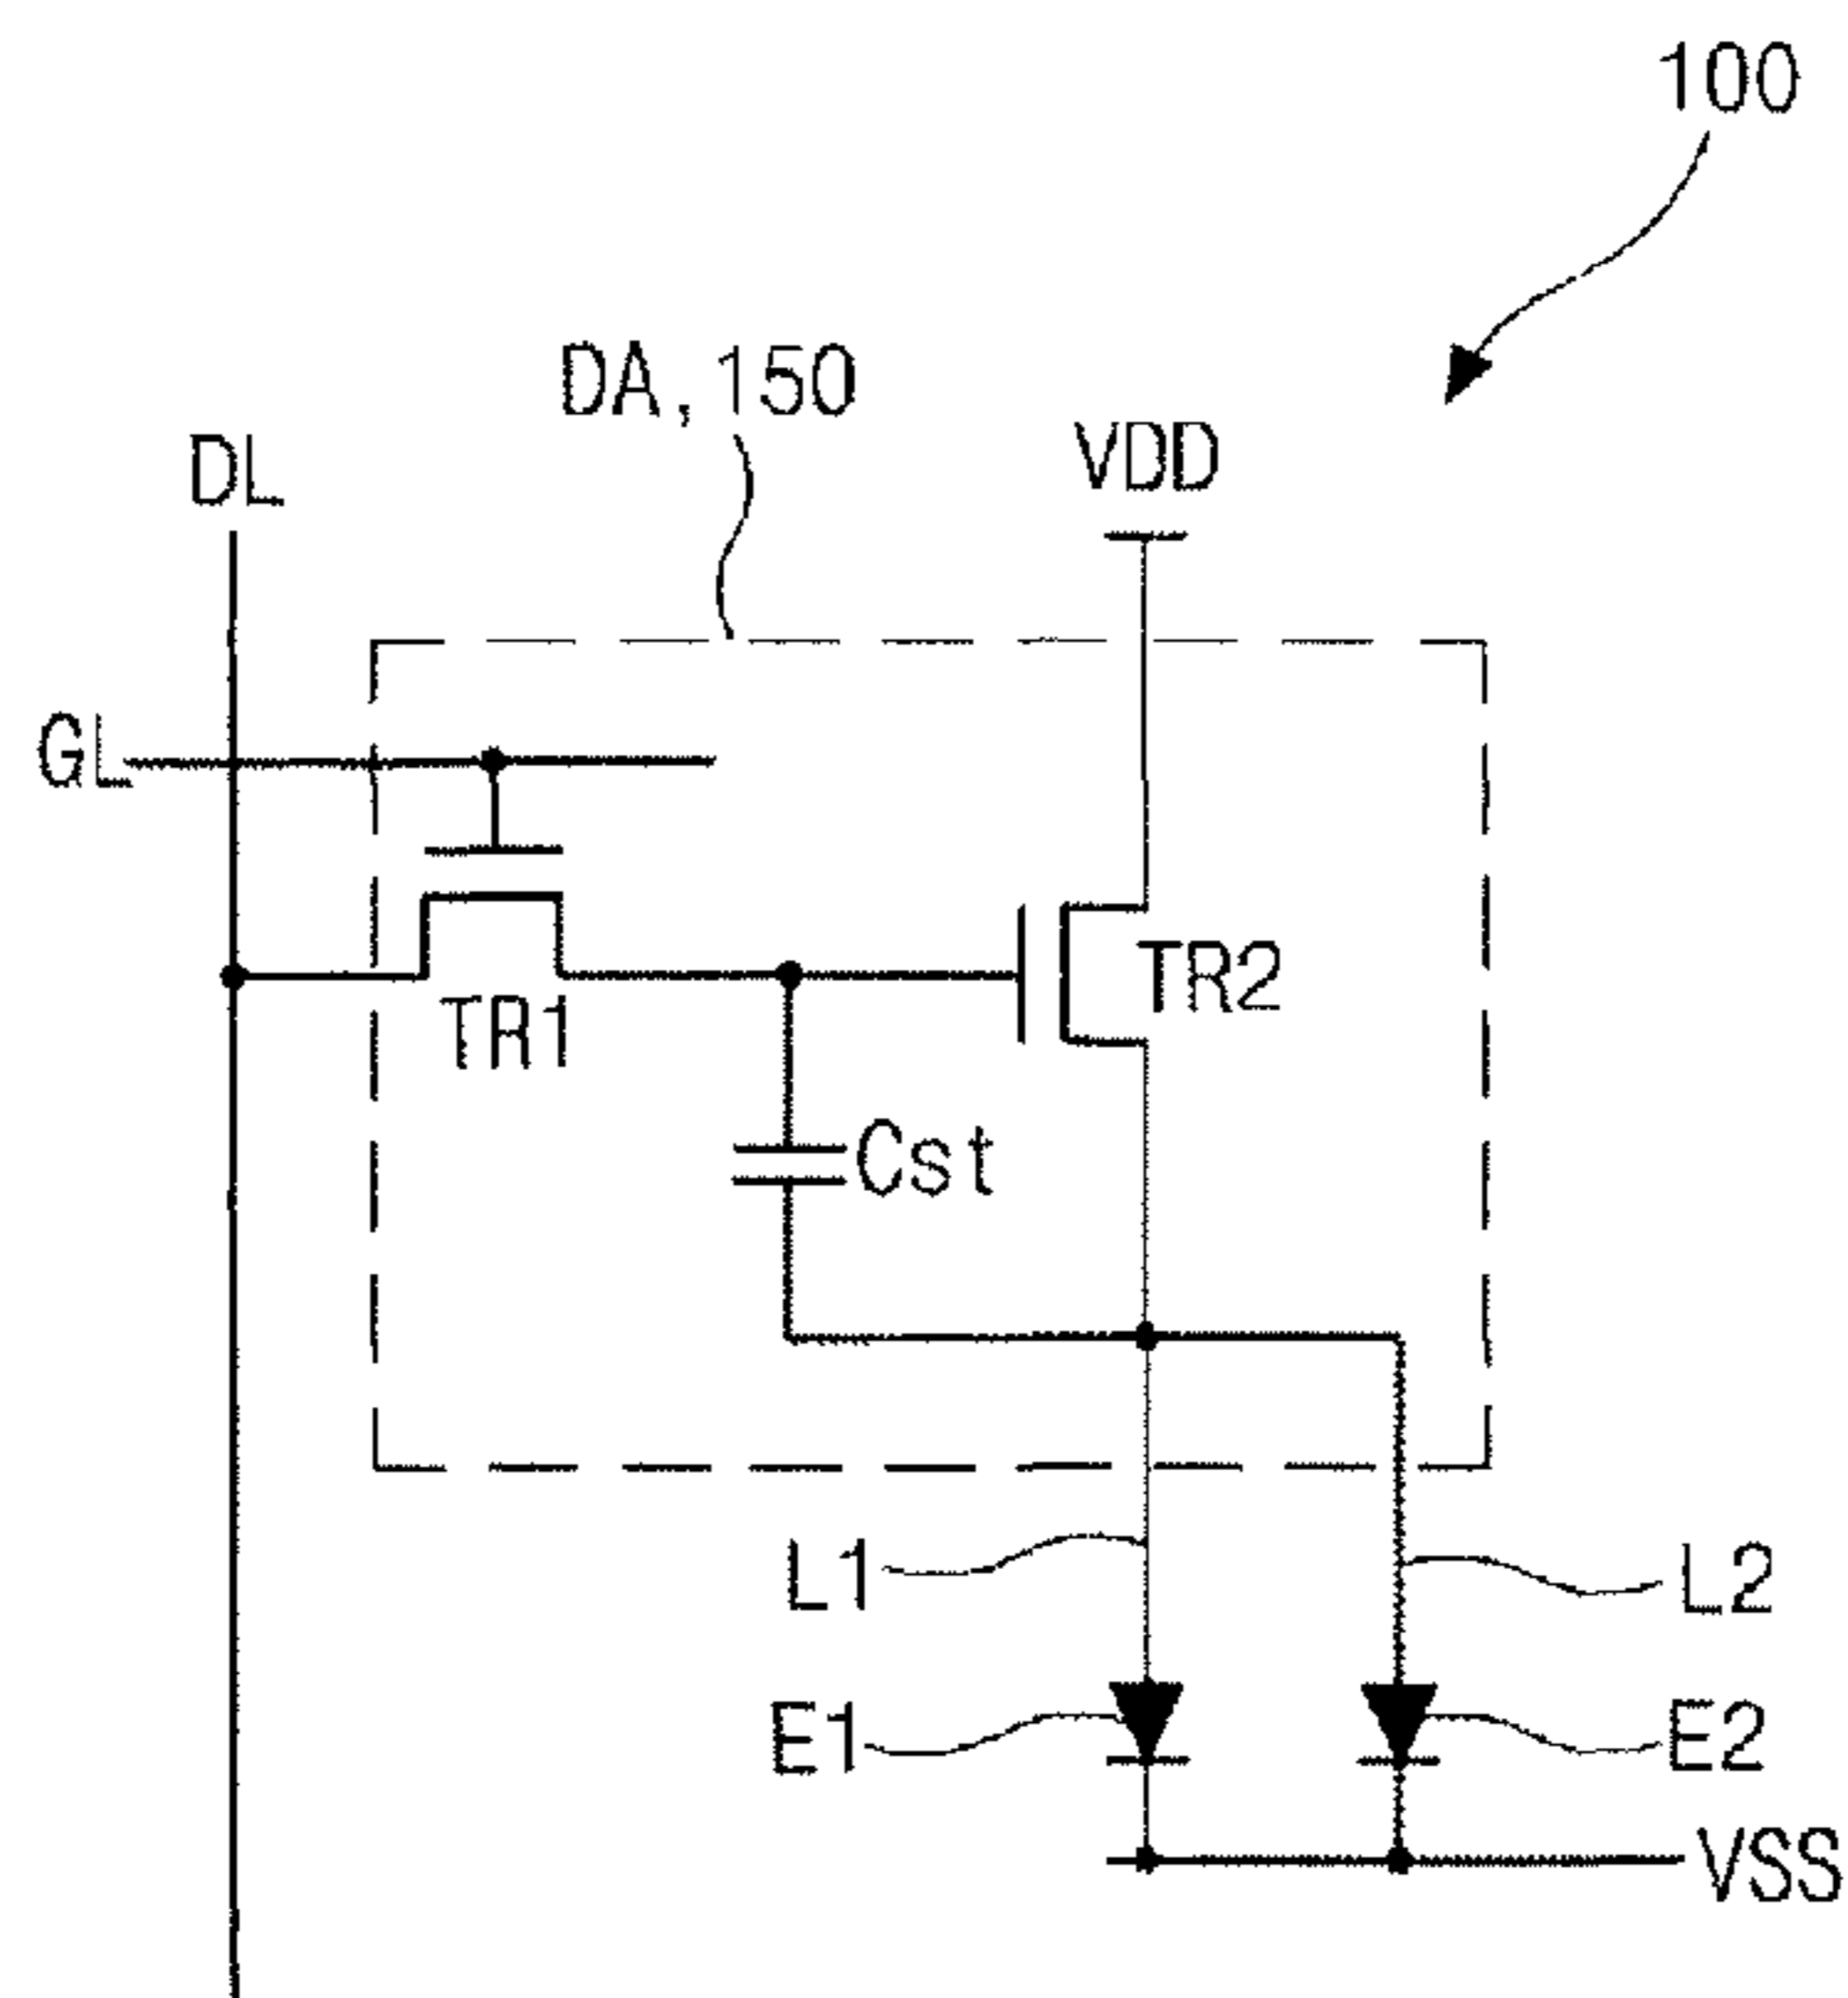 100
DA,150
DL
VDD
GL
TR2
TR1
Cst
L1
L2
E1
E2
VSS